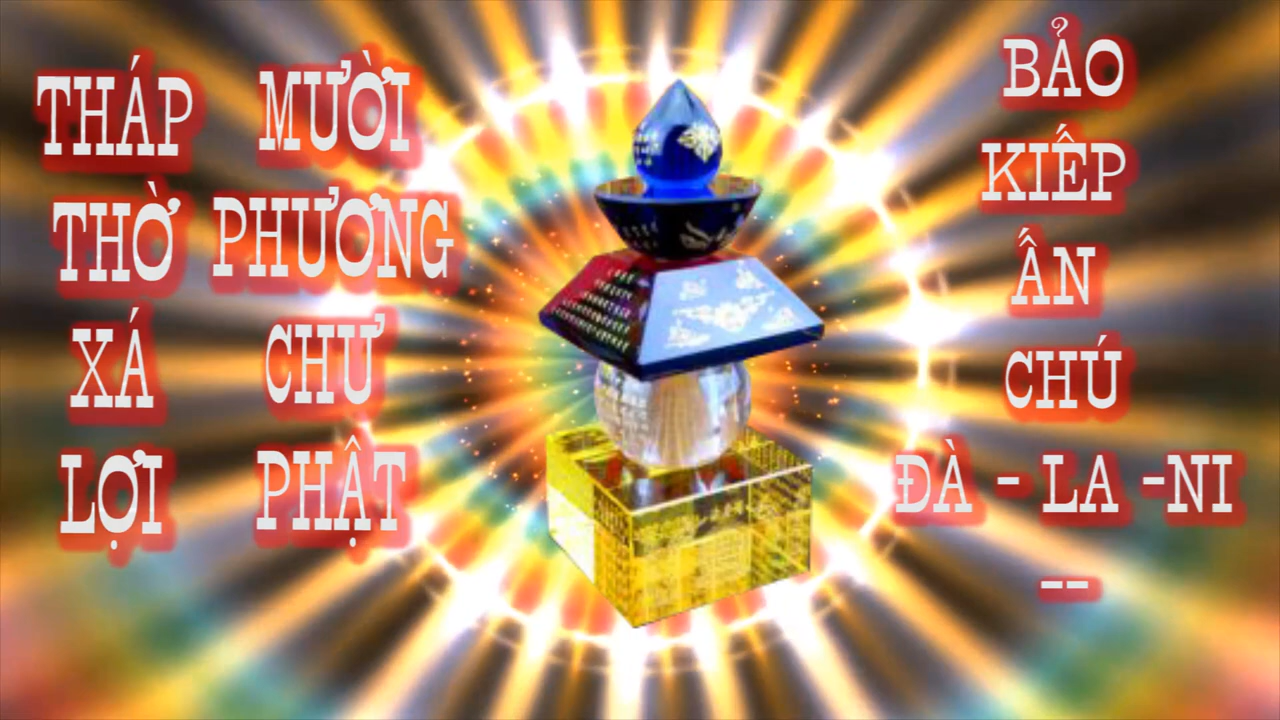 THÁP
THỜ
XÁ
LỢI
MƯỜI
PHƯƠNG
CHƯ
PHẬT
BẢO
KIẾP
ẤN
CHÚ
ĐÀ - LA -NI
--